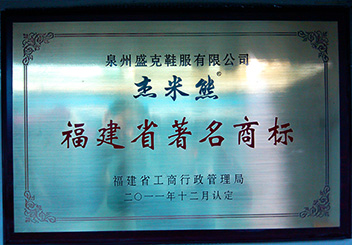 泉州盛克鞋服有限公司
杰米熊®
福建省著名商标
福建省工商行政管理局
二〇一一年十二月认定